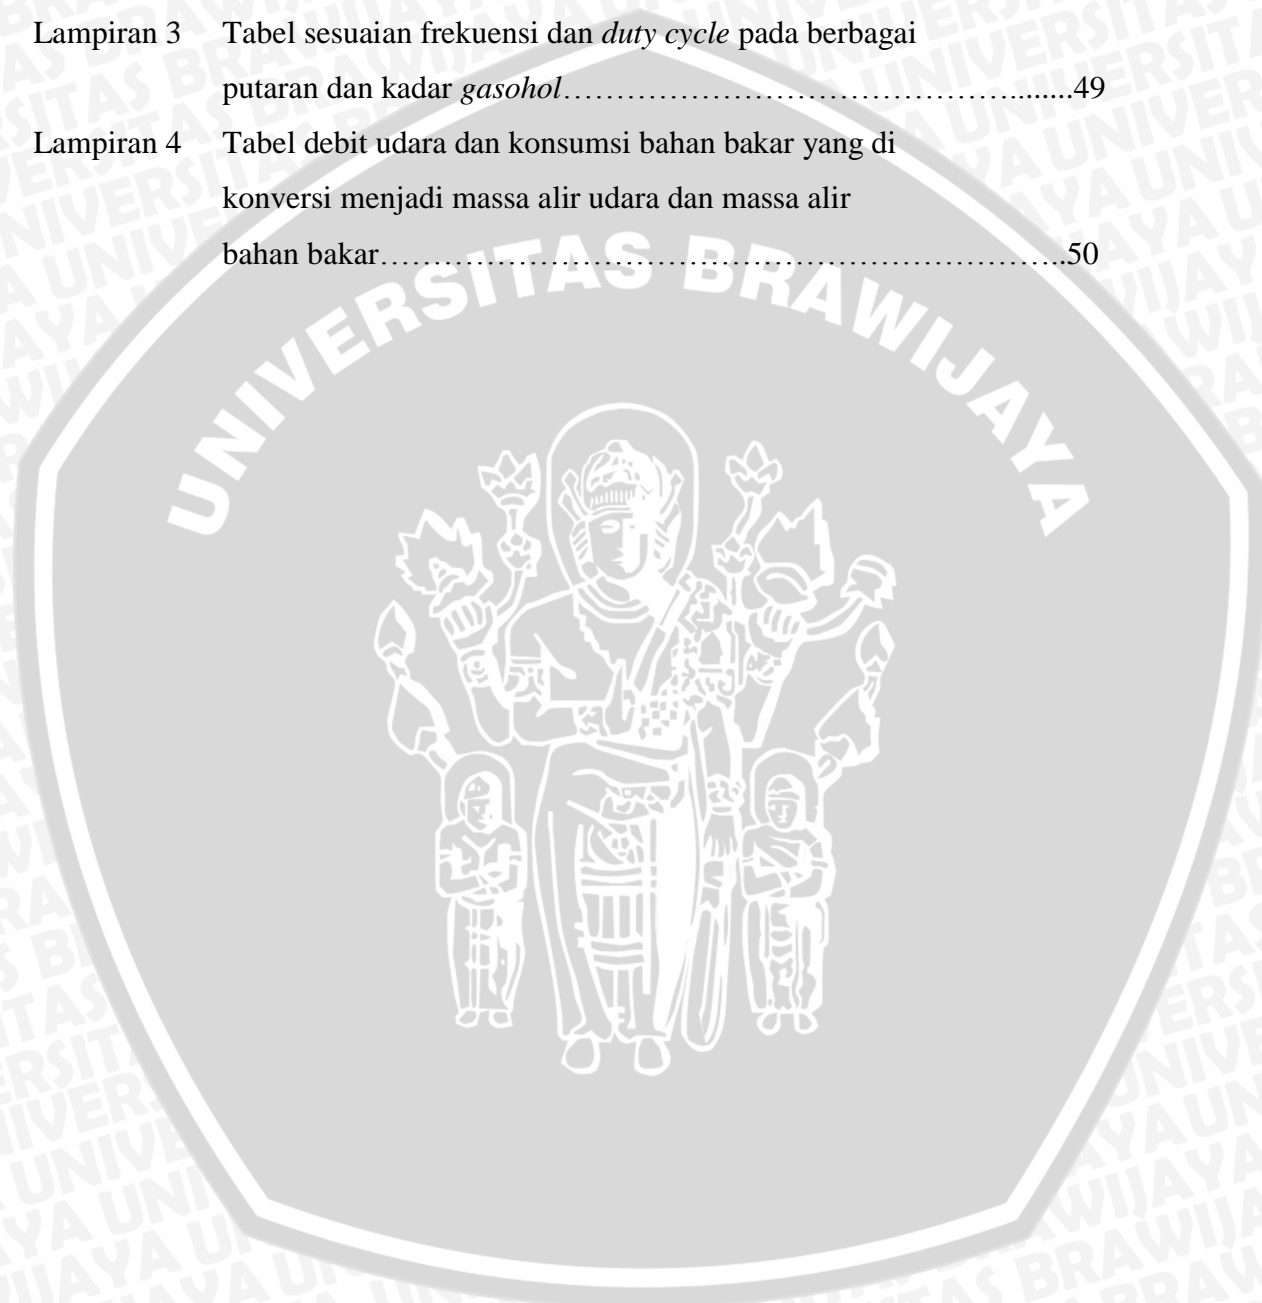 Lampiran 3 Tabel sesuaian frekuensi dan duty cycle pada berbagai
putaran dan kadar gasohol…………………………………….......49
Lampiran 4 Tabel debit udara dan konsumsi bahan bakar yang di
konversi menjadi massa alir udara dan massa alir
bahan bakar………………………………………………………..50
UNIVERSITAS BRAWIJAYA